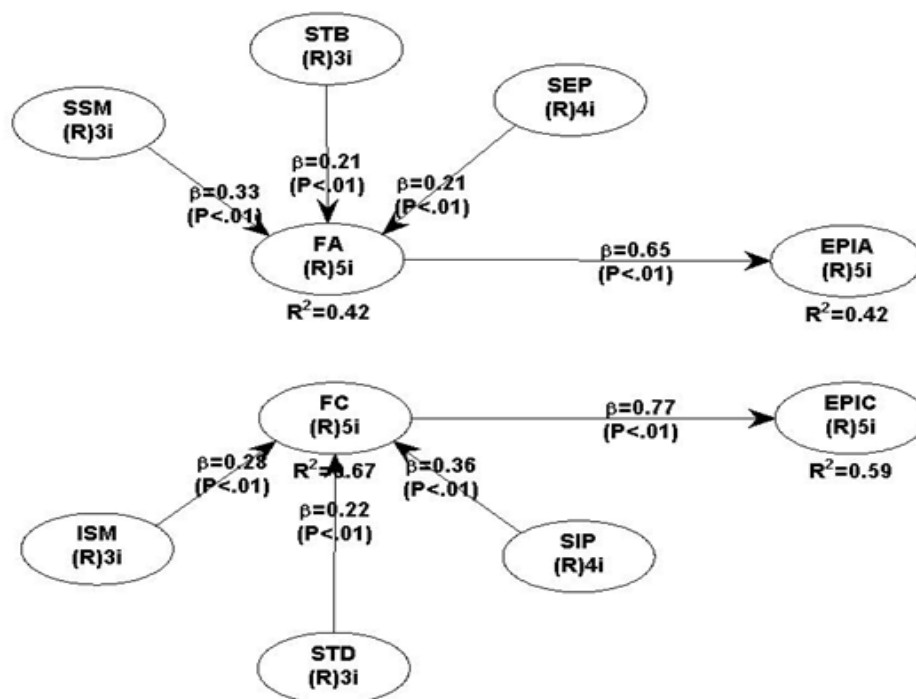 STB
(R)3i
SEP
(R)4i
SSM
(R)3i
β=0.21
(P<.01)
β=0.33
(P<.01)
β=0.21
(P<.01)
FA
(R)5i
R²=0.42
β=0.65
(P<.01)
EPIA
(R)5i
R²=0.42
FC
(R)5i
R²=0.67
β=0.77
(P<.01)
EPIC
(R)5i
R²=0.59
β=0.28
(P<.01)
β=0.36
(P<.01)
β=0.22
(P<.01)
ISM
(R)3i
SIP
(R)4i
STD
(R)3i